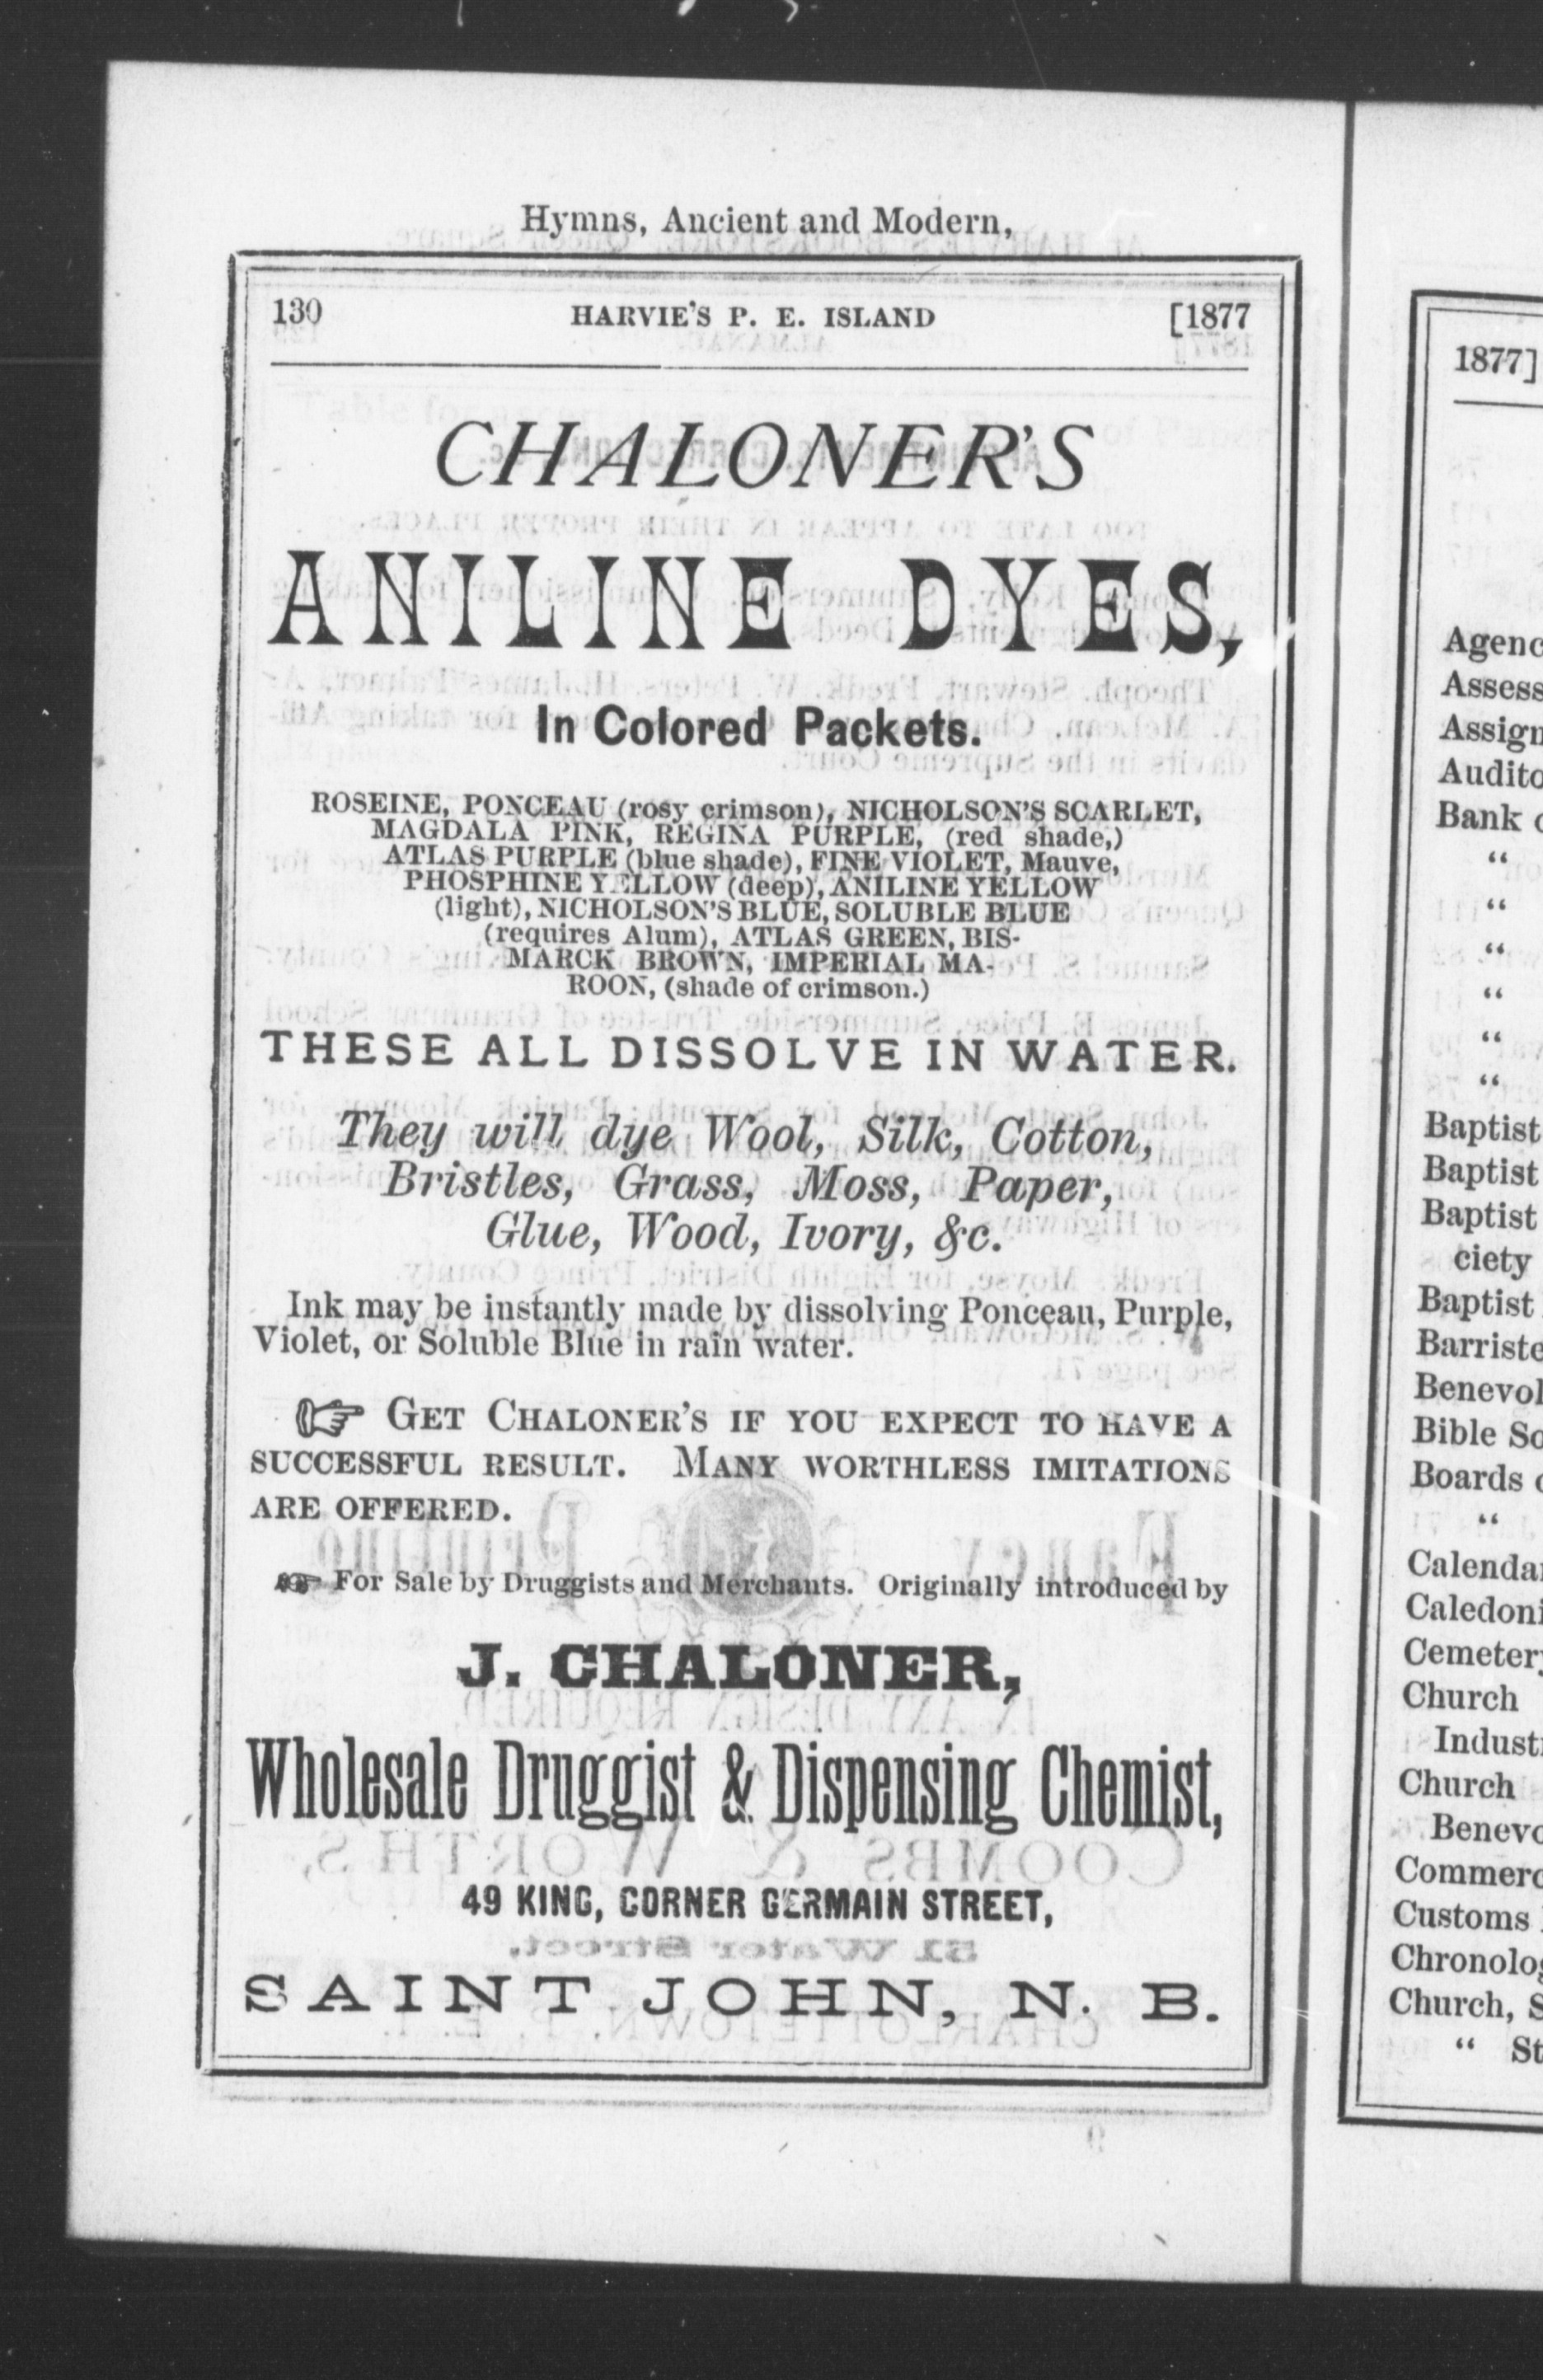 Hymns, Ancient and Modern,
130 HARVIE'S P. E. ISLAND [1877
CHALONER'S
ANILINE DYES,
In Colored Packets.
ROSEINE, PONCEAU (rosy crimson), NICHOLSON'S SCARLET,
MAGDALA PINK, REGINA PURPLE, (red shade,)
ATLAS PURPLE (blue shade), FINE VIOLET, Mauve,
PHOSPHINE YELLOW (deep), ANILINE YELLOW
(light), NICHOLSON'S BLUE, SOLUBLE BLUE
(requires Alum), ATLAS GREEN, BIS-
MARCK BROWN, IMPERIAL MA-
ROON, (shade of crimson.)
THESE ALL DISSOLVE IN WATER.
They will dye Wool, Silk, Cotton,
Bristles, Grass, Moss, Paper,
Glue, Wood, Ivory, &c.
Ink may be instantly made by dissolving Ponceau, Purple,
Violet, or Soluble Blue in rain water.
☞ GET CHALONER'S IF YOU EXPECT TO HAVE A
SUCCESSFUL RESULT. MANY WORTHLESS IMITATIONS
ARE OFFERED.
☞ For Sale by Druggists and Merchants. Originally introduced by
J. CHALONER,
Wholesale Druggist & Dispensing Chemist,
49 KING, CORNER GERMAIN STREET,
SAINT JOHN, N. B.
1877]
Agenc
Assess
Assign
Audito
Bank
"
"
"
"
"
"
Baptist
Baptist
Baptist
ciety
Baptist
Barriste
Benevol
Bible So
Boards
"
Calenda
Caledoni
Cemetery
Church
Indust
Church
Benevo
Commerc
Customs
Chronolog
Church, S
" St